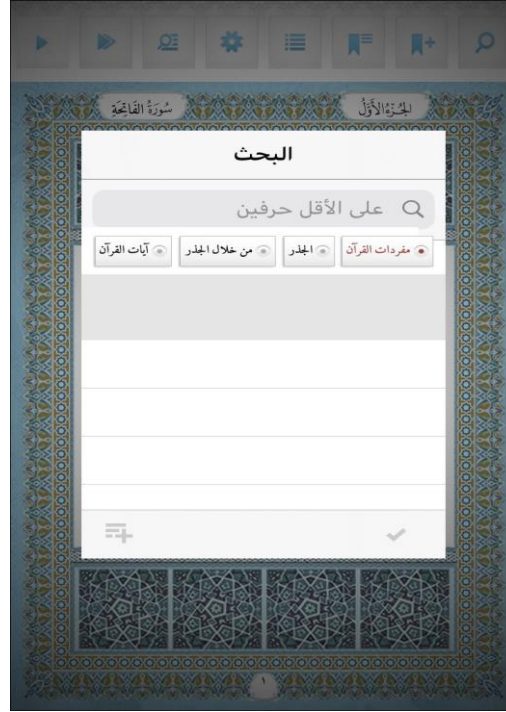 الجُزْءُ الأَوَّلُ سُورَةُ الفَاتِحَةِ
البحث
على الأقل حرفين
مفردات القرآن الجذر من خلال الجذر آيات القرآن
١